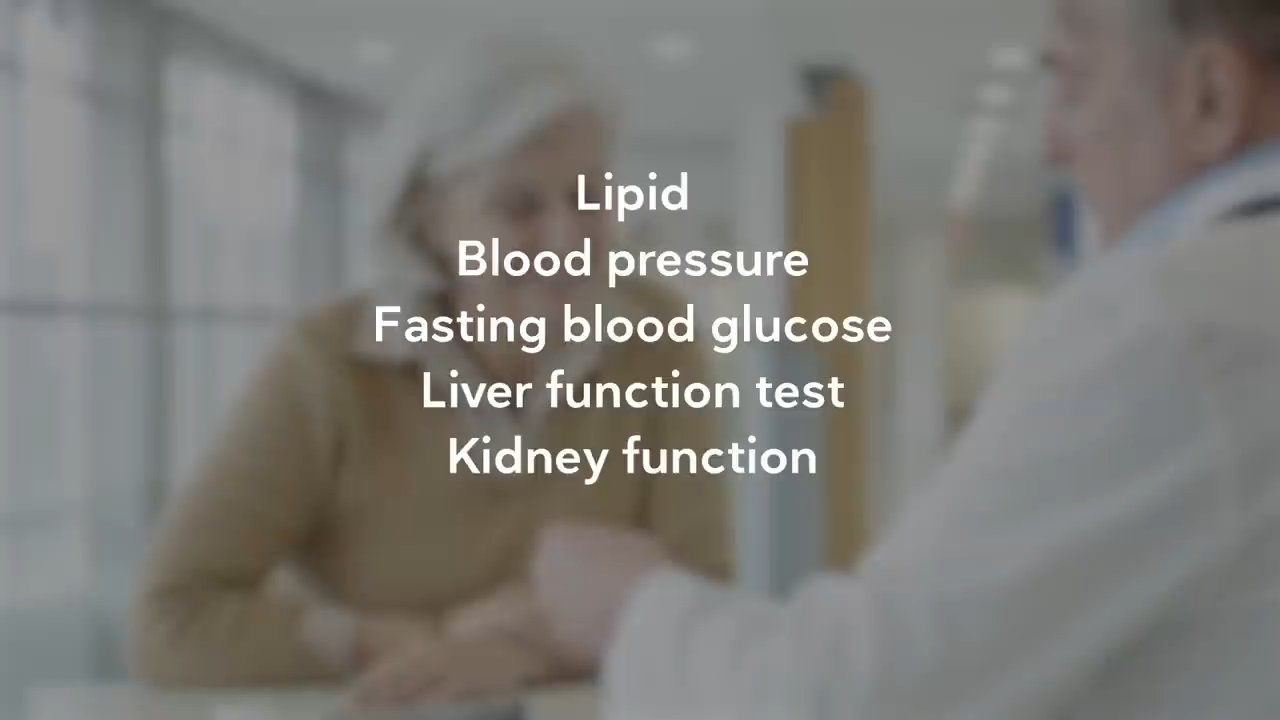 Lipid
Blood pressure
Fasting blood glucose
Liver function test
Kidney function